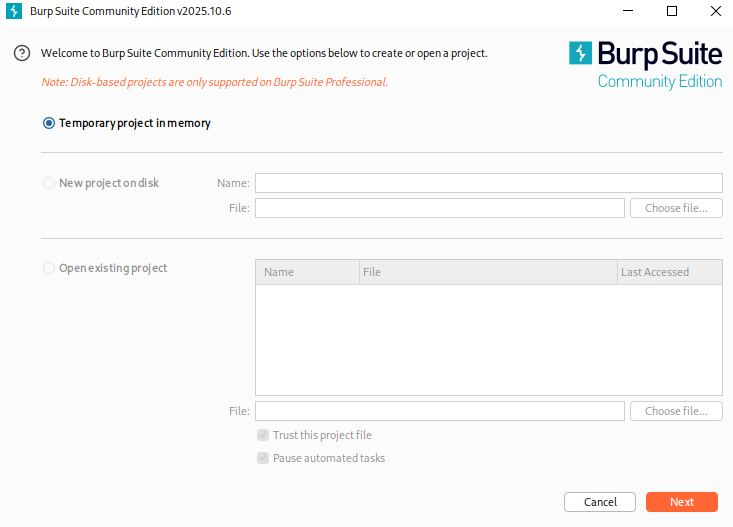 Burp Suite Community Edition v2025.10.6
Welcome to Burp Suite Community Edition. Use the options below to create or open a project.
Burp Suite
Community Edition
Note: Disk-based projects are only supported on Burp Suite Professional.
Temporary project in memory
New project on disk
Name:
File:
Choose file...
Open existing project
Name File Last Accessed
File:
Choose file...
Trust this project file
Pause automated tasks
Cancel
Next